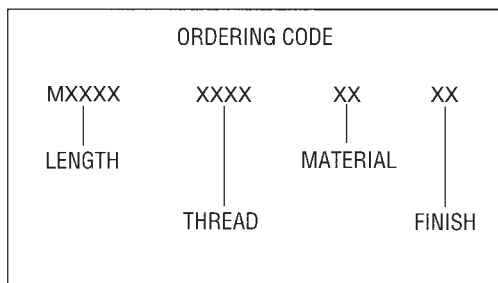 ORDERING CODE
MXXXX XXXX XX XX
LENGTH MATERIAL
THREAD FINISH